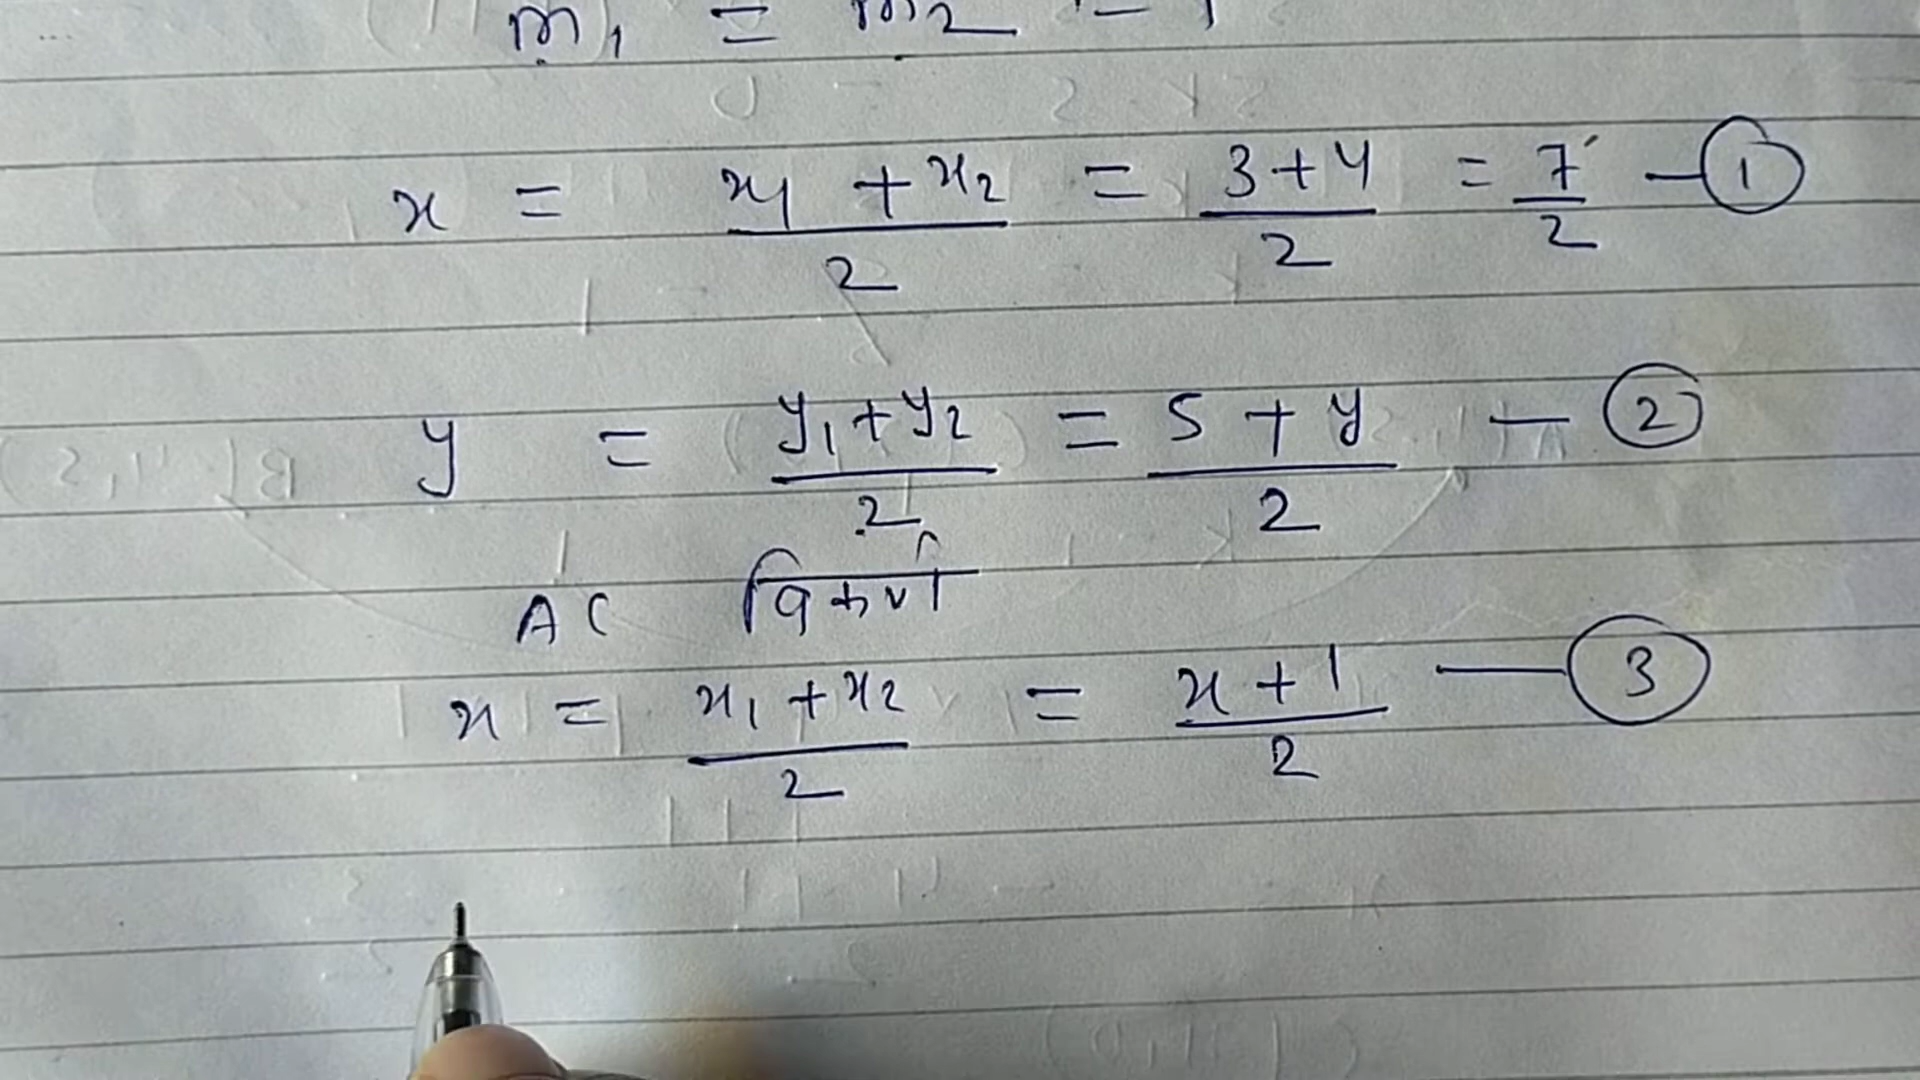 m₁ = m₂ = 1
x = (x₁ + x₂)/2 = (3+4)/2 = 7/2 — ①
y = (y₁+y₂)/2 = (5 + y)/2 — ②
AC
x = (x₁ + x₂)/2 = (x + 1)/2 — ③